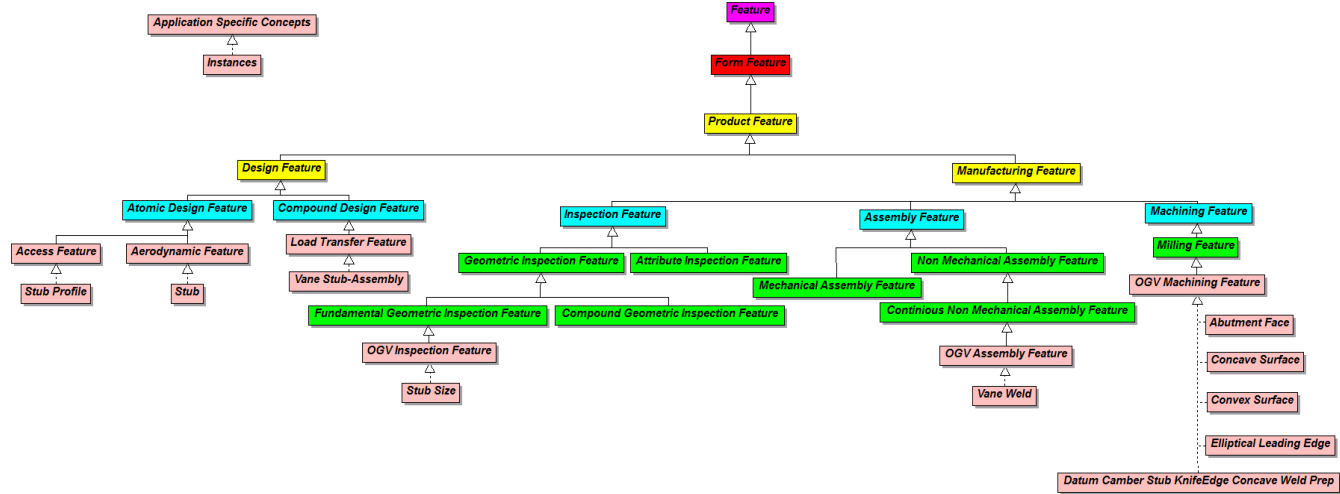 Feature
Application Specific Concepts
Instances
Form Feature
Product Feature
Design Feature
Manufacturing Feature
Atomic Design Feature
Compound Design Feature
Inspection Feature
Assembly Feature
Machining Feature
Access Feature
Aerodynamic Feature
Load Transfer Feature
Geometric Inspection Feature
Attribute Inspection Feature
Non Mechanical Assembly Feature
Milling Feature
Stub Profile
Stub
Vane Stub-Assembly
Mechanical Assembly Feature
OGV Machining Feature
Fundamental Geometric Inspection Feature
Compound Geometric Inspection Feature
Continious Non Mechanical Assembly Feature
Abutment Face
OGV Inspection Feature
OGV Assembly Feature
Concave Surface
Stub Size
Vane Weld
Convex Surface
Elliptical Leading Edge
Datum Camber Stub KnifeEdge Concave Weld Prep